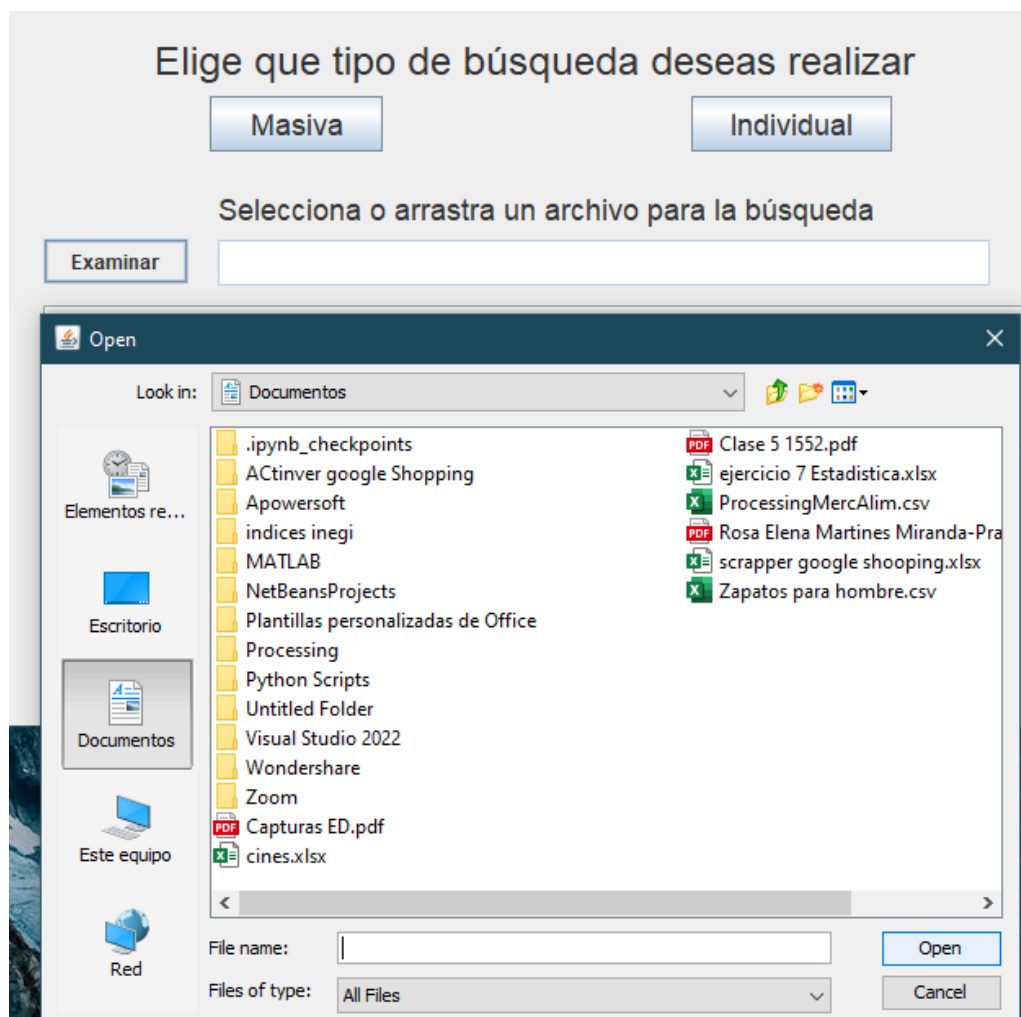 Elige que tipo de búsqueda deseas realizar
Masiva
Individual
Selecciona o arrastra un archivo para la búsqueda
Examinar
Open
Look in:
Documentos
Elementos re...
Escritorio
Documentos
Este equipo
Red
.ipynb_checkpoints
ACtinver google Shopping
Apowersoft
indices inegi
MATLAB
NetBeansProjects
Plantillas personalizadas de Office
Processing
Python Scripts
Untitled Folder
Visual Studio 2022
Wondershare
Zoom
PDF Capturas ED.pdf
cines.xlsx
PDF Clase 5 1552.pdf
ejercicio 7 Estadistica.xlsx
ProcessingMercAlim.csv
PDF Rosa Elena Martines Miranda-Pra
scrapper google shooping.xlsx
Zapatos para hombre.csv
File name:
Open
Files of type:
All Files
Cancel